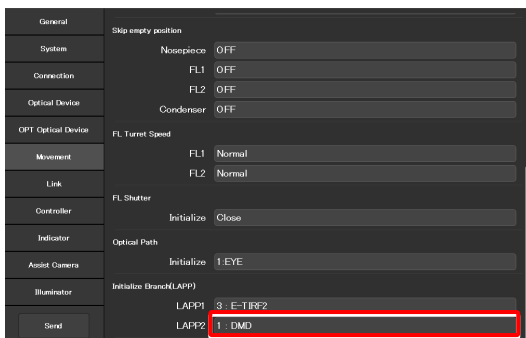 General
System
Connection
Optical Device
OPT Optical Device
Movement
Link
Controller
Indicator
Assist Camera
Illuminator
Send
Skip empty position
Nosepiece OFF
FL1 OFF
FL2 OFF
Condenser OFF
FL Turret Speed
FL1 Normal
FL2 Normal
FL Shutter
Initialize Close
Optical Path
Initialize 1:EYE
Initialize Branch(LAPP)
LAPP1 3 : E-TIRF2
LAPP2 1 : DMD